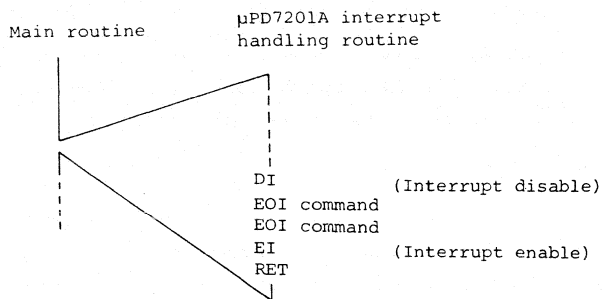 Main routine
μPD7201A interrupt
handling routine
DI (Interrupt disable)
EOI command
EOI command
EI (Interrupt enable)
RET